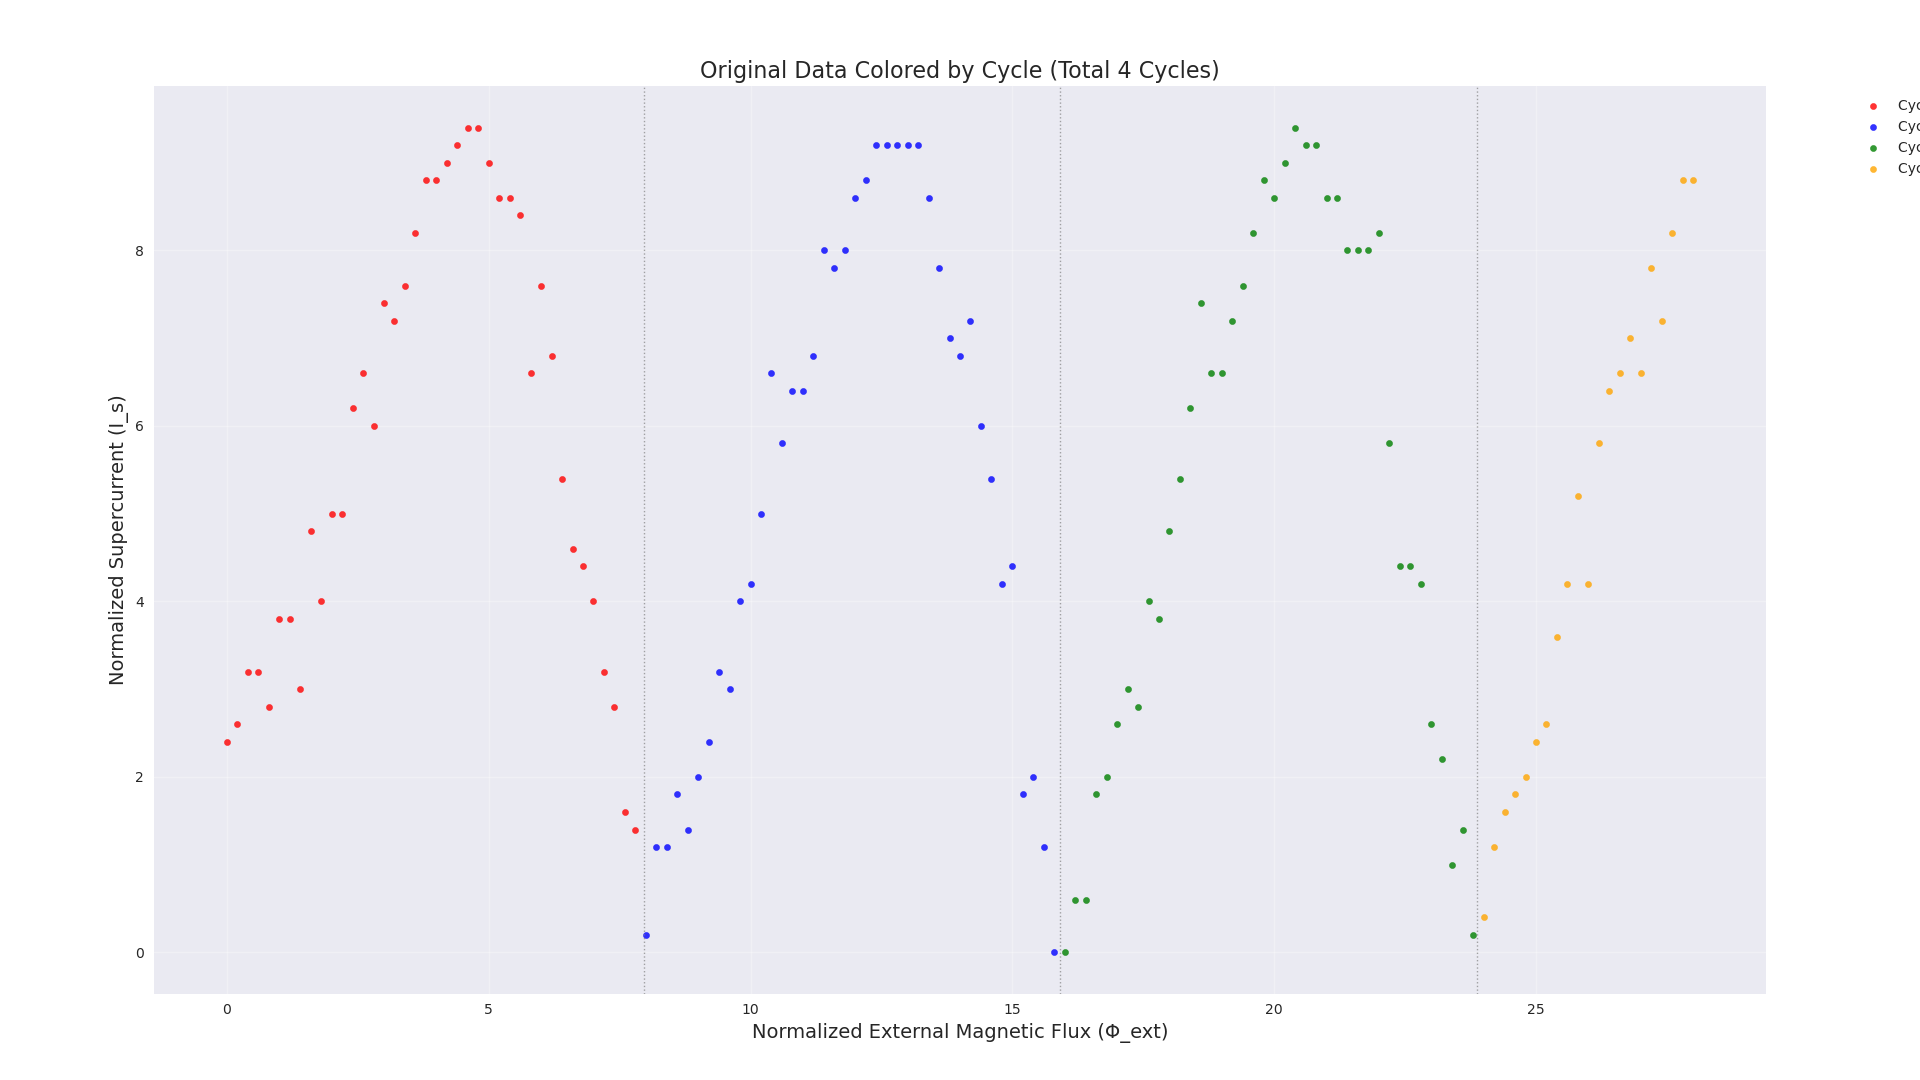 Original Data Colored by Cycle (Total 4 Cycles)
Cyc
Cyc
Cyc
Cyc
Normalized Supercurrent (I_s)
8
6
4
2
0
0 5 10 15 20 25
Normalized External Magnetic Flux (Φ_ext)